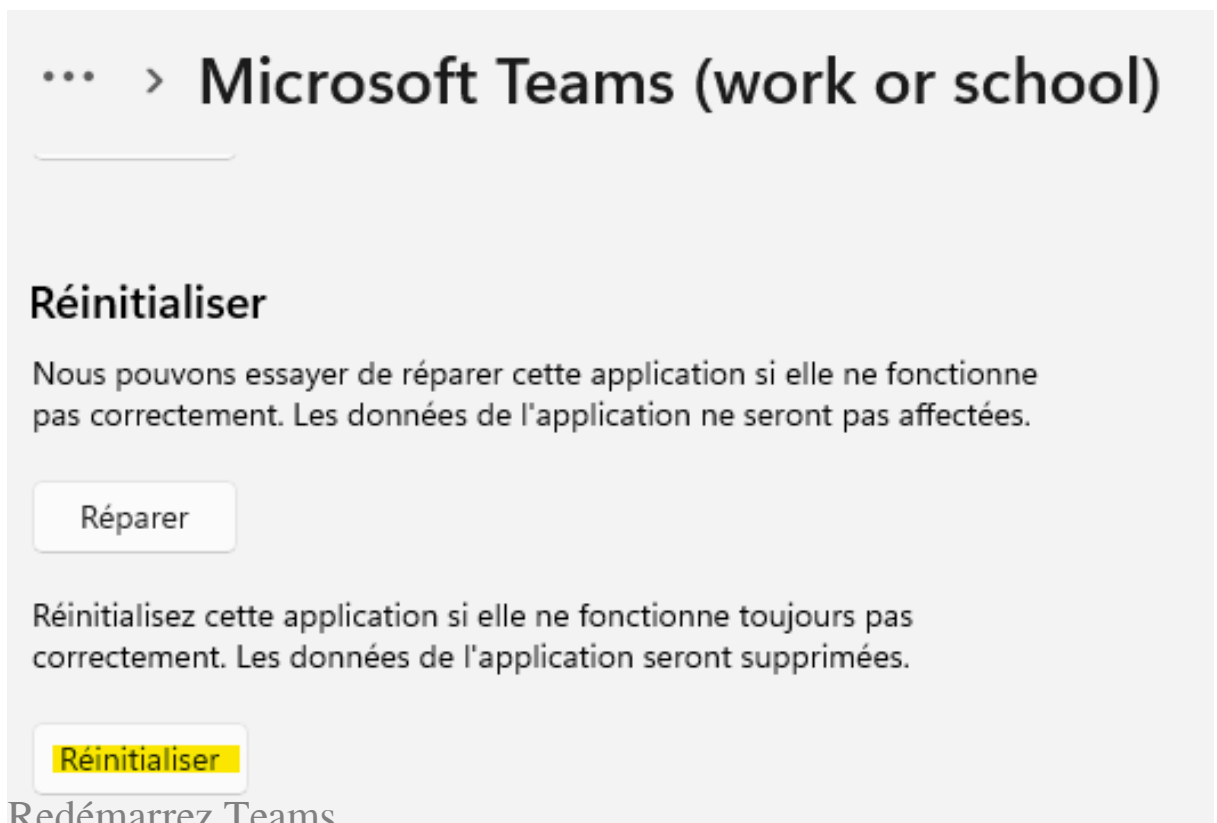 ··· > Microsoft Teams (work or school)
Réinitialiser
Nous pouvons essayer de réparer cette application si elle ne fonctionne
pas correctement. Les données de l'application ne seront pas affectées.
Réparer
Réinitialisez cette application si elle ne fonctionne toujours pas
correctement. Les données de l'application seront supprimées.
Réinitialiser
Redémarrez Teams